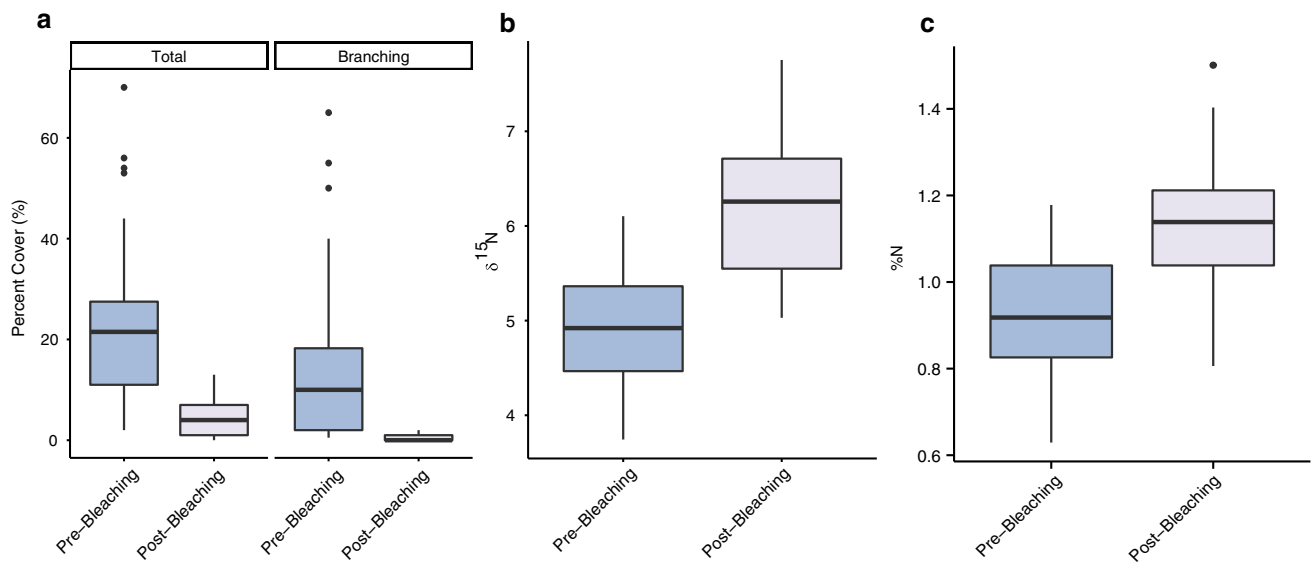 a
Total Branching
Percent Cover (%)
60
40
20
0
Pre–Bleaching
Post–Bleaching
Pre–Bleaching
Post–Bleaching
b
δ 15N
7
6
5
4
Pre–Bleaching
Post–Bleaching
c
%N
1.4
1.2
1.0
0.8
0.6
Pre–Bleaching
Post–Bleaching